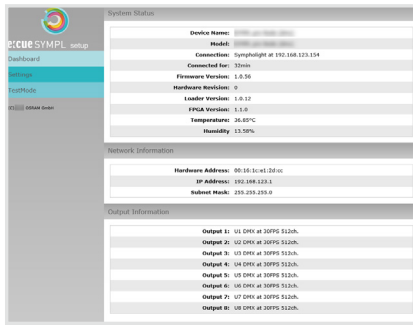 e:cue SYMPL setup
Dashboard
Settings
TestMode
OSRAM GmbH
System Status
Device Name:
Model:
Connection: Sympholight at 192.168.123.154
Connected for: 32min
Firmware Version: 1.0.56
Hardware Revision: 0
Loader Version: 1.0.12
FPGA Version: 1.1.0
Temperature: 36.85°C
Humidity 13.58%
Network Information
Hardware Address: 00:16:1c:e1:2d:cc
IP Address: 192.168.123.1
Subnet Mask: 255.255.255.0
Output Information
Output 1: U1 DMX at 30FPS 512ch.
Output 2: U2 DMX at 30FPS 512ch.
Output 3: U3 DMX at 30FPS 512ch.
Output 4: U4 DMX at 30FPS 512ch.
Output 5: U5 DMX at 30FPS 512ch.
Output 6: U6 DMX at 30FPS 512ch.
Output 7: U7 DMX at 30FPS 512ch.
Output 8: U8 DMX at 30FPS 512ch.